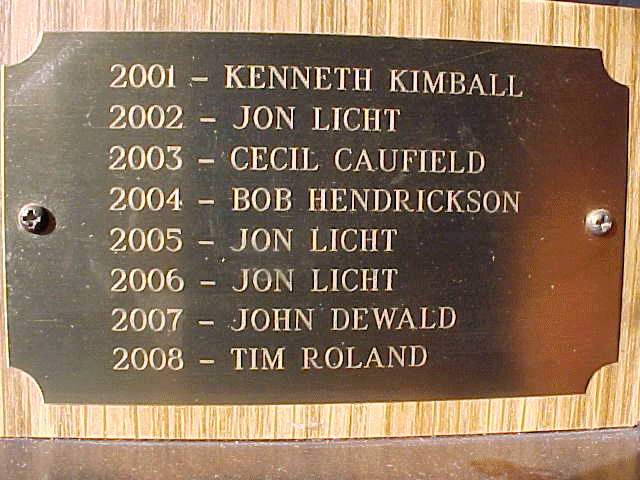 2001 – KENNETH KIMBALL
2002 – JON LICHT
2003 – CECIL CAUFIELD
2004 – BOB HENDRICKSON
2005 – JON LICHT
2006 – JON LICHT
2007 – JOHN DEWALD
2008 – TIM ROLAND